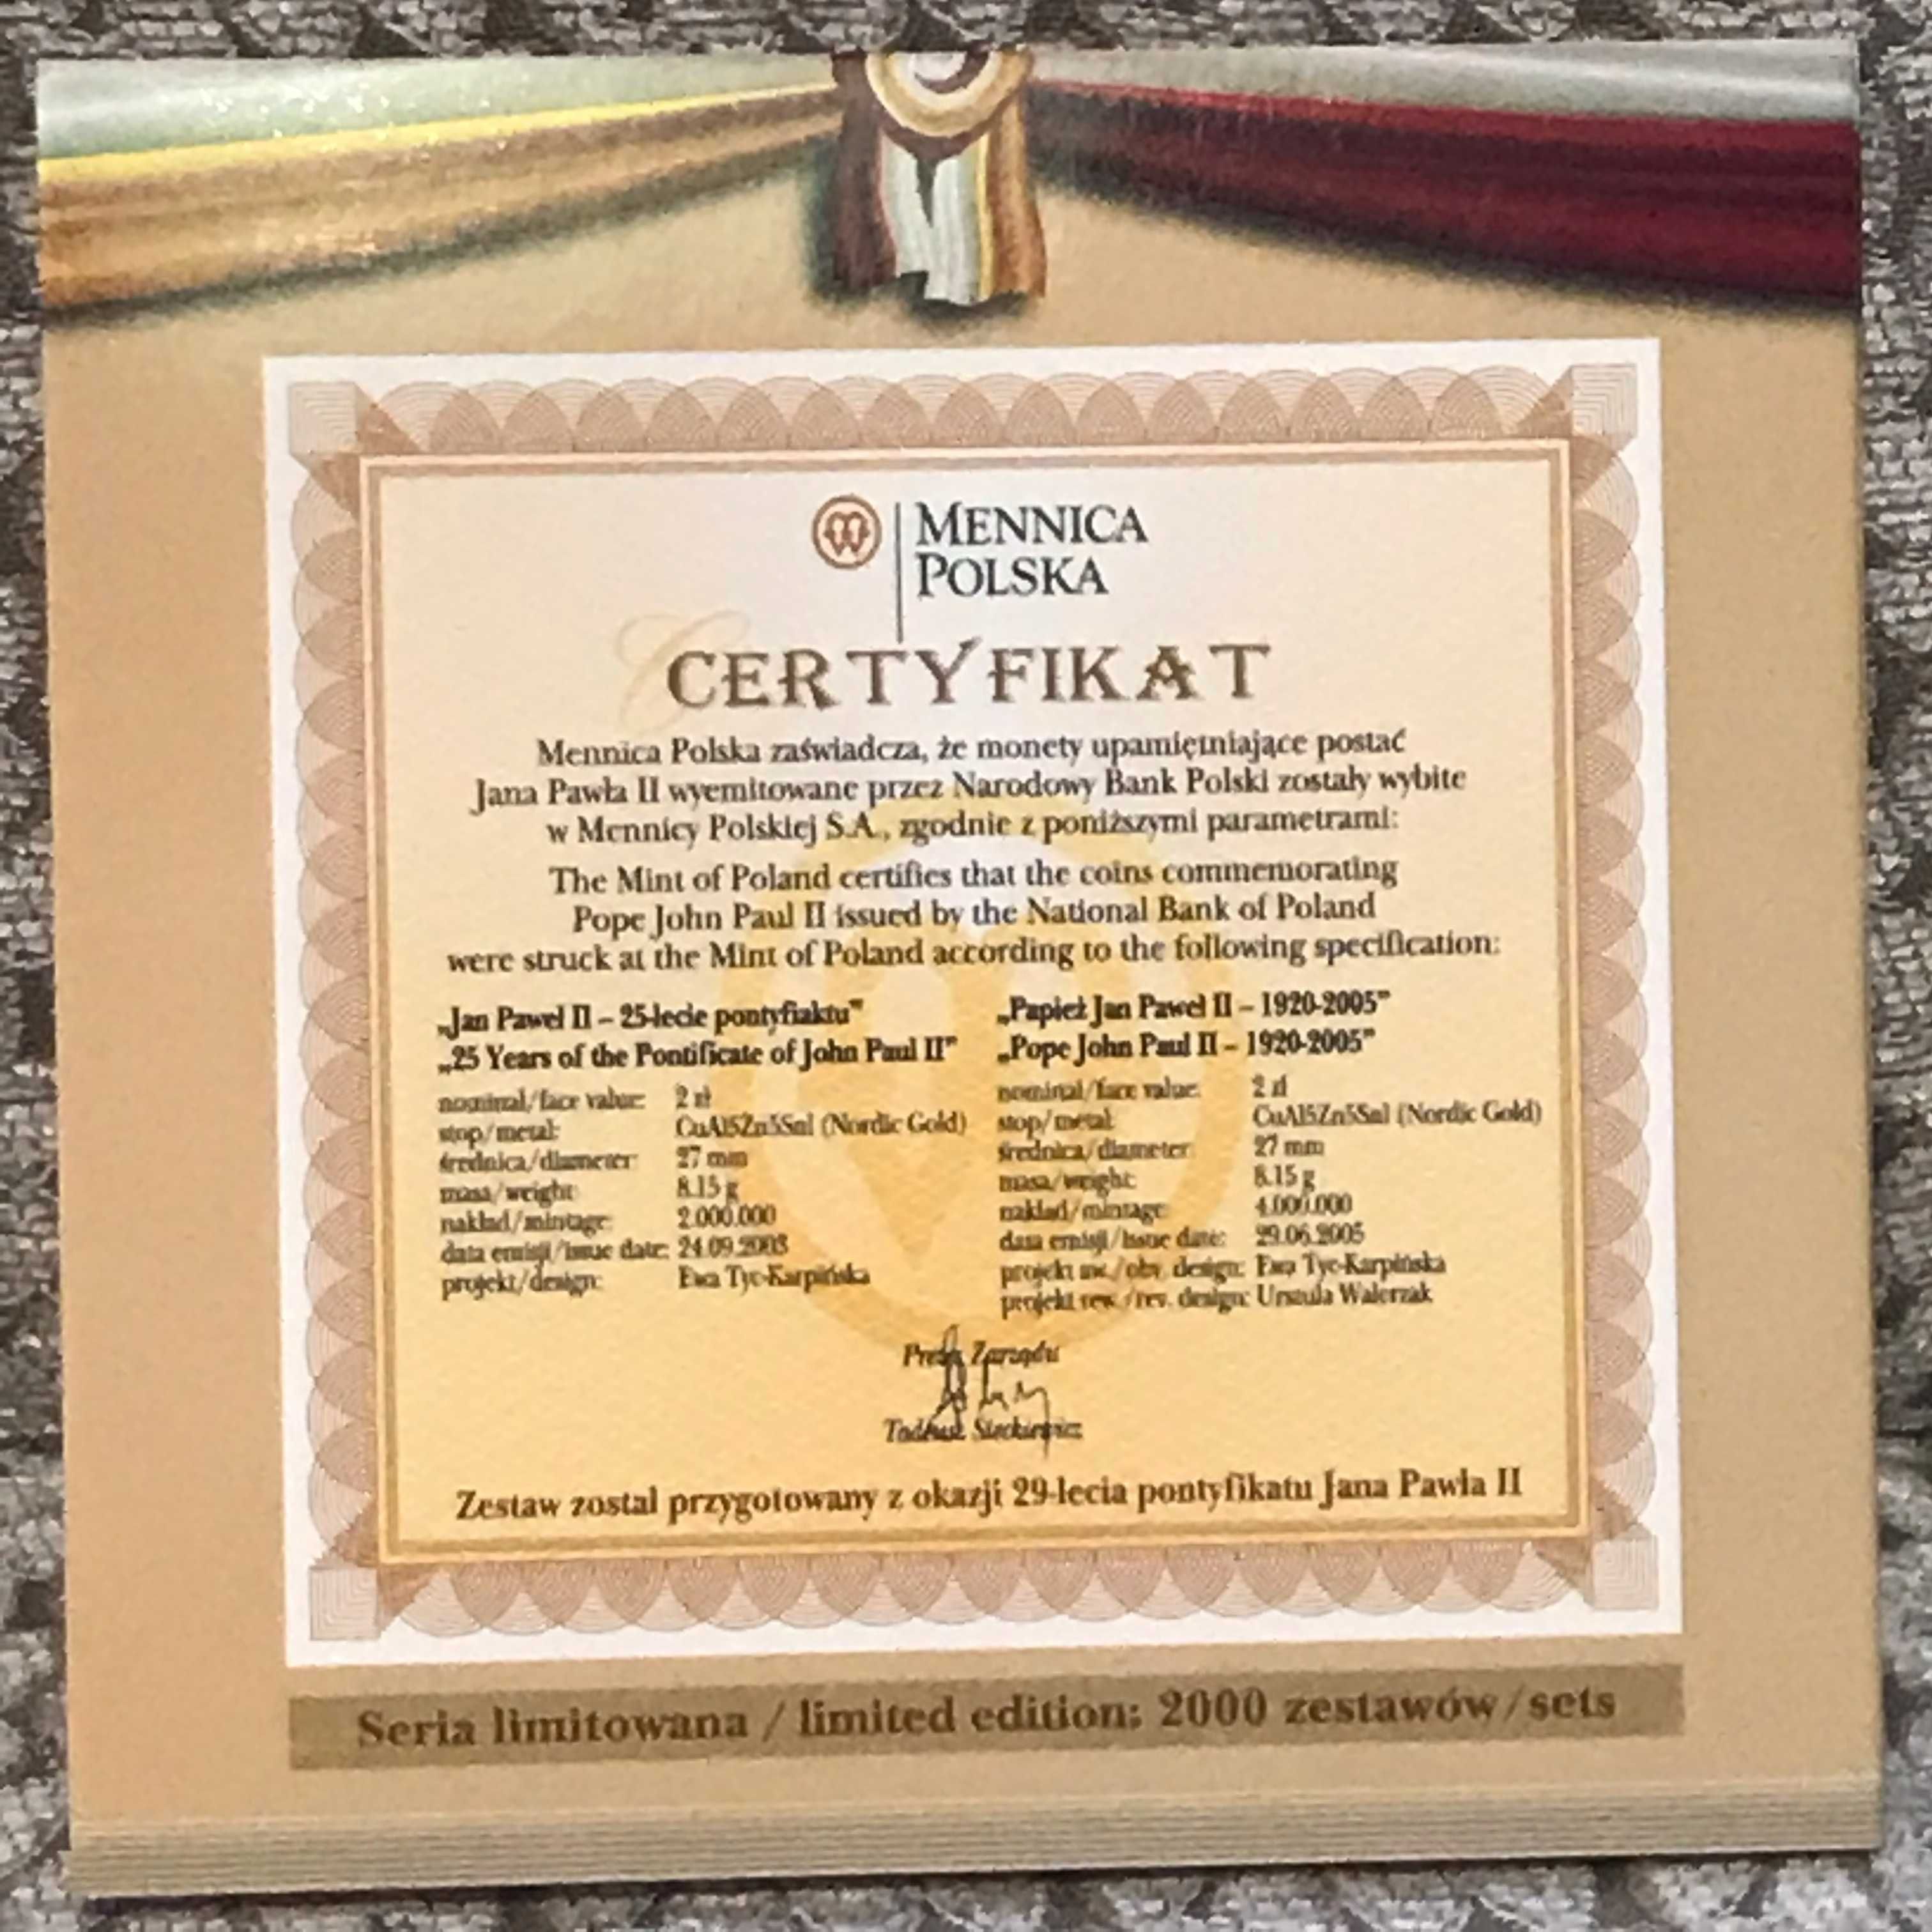 MENNICA
POLSKA
CERTYFIKAT
Mennica Polska zaświadcza, że monety upamiętniające postać
Jana Pawła II wyemitowane przez Narodowy Bank Polski zostały wybite
w Mennicy Polskiej S.A., zgodnie z poniższymi parametrami:
The Mint of Poland certifies that the coins commemorating
Pope John Paul II issued by the National Bank of Poland
were struck at the Mint of Poland according to the following specification:
„Jan Paweł II – 25-lecie pontyfiaktu”
„25 Years of the Pontificate of John Paul II”
nominal/face value: 2 zł
stop/metal: CuAl5Zn5Sn1 (Nordic Gold)
średnica/diameter: 27 mm
masa/weight: 8.15 g
nakład/mintage: 2.000.000
data emisji/issue date: 24.09.2003
projekt/design: Ewa Tyc-Karpińska
„Papież Jan Paweł II – 1920-2005”
„Pope John Paul II – 1920-2005”
nominal/face value: 2 zł
stop/metal: CuAl5Zn5Sn1 (Nordic Gold)
średnica/diameter: 27 mm
masa/weight: 8.15 g
nakład/mintage: 4.000.000
data emisji/issue date: 29.06.2005
projekt aw./obv. design: Ewa Tyc-Karpińska
projekt rew./rev. design: Urszula Walerzak
Prezes Zarządu
Tadeusz Steckiewicz
Zestaw został przygotowany z okazji 29-lecia pontyfikatu Jana Pawła II
Seria limitowana / limited edition: 2000 zestawów/sets